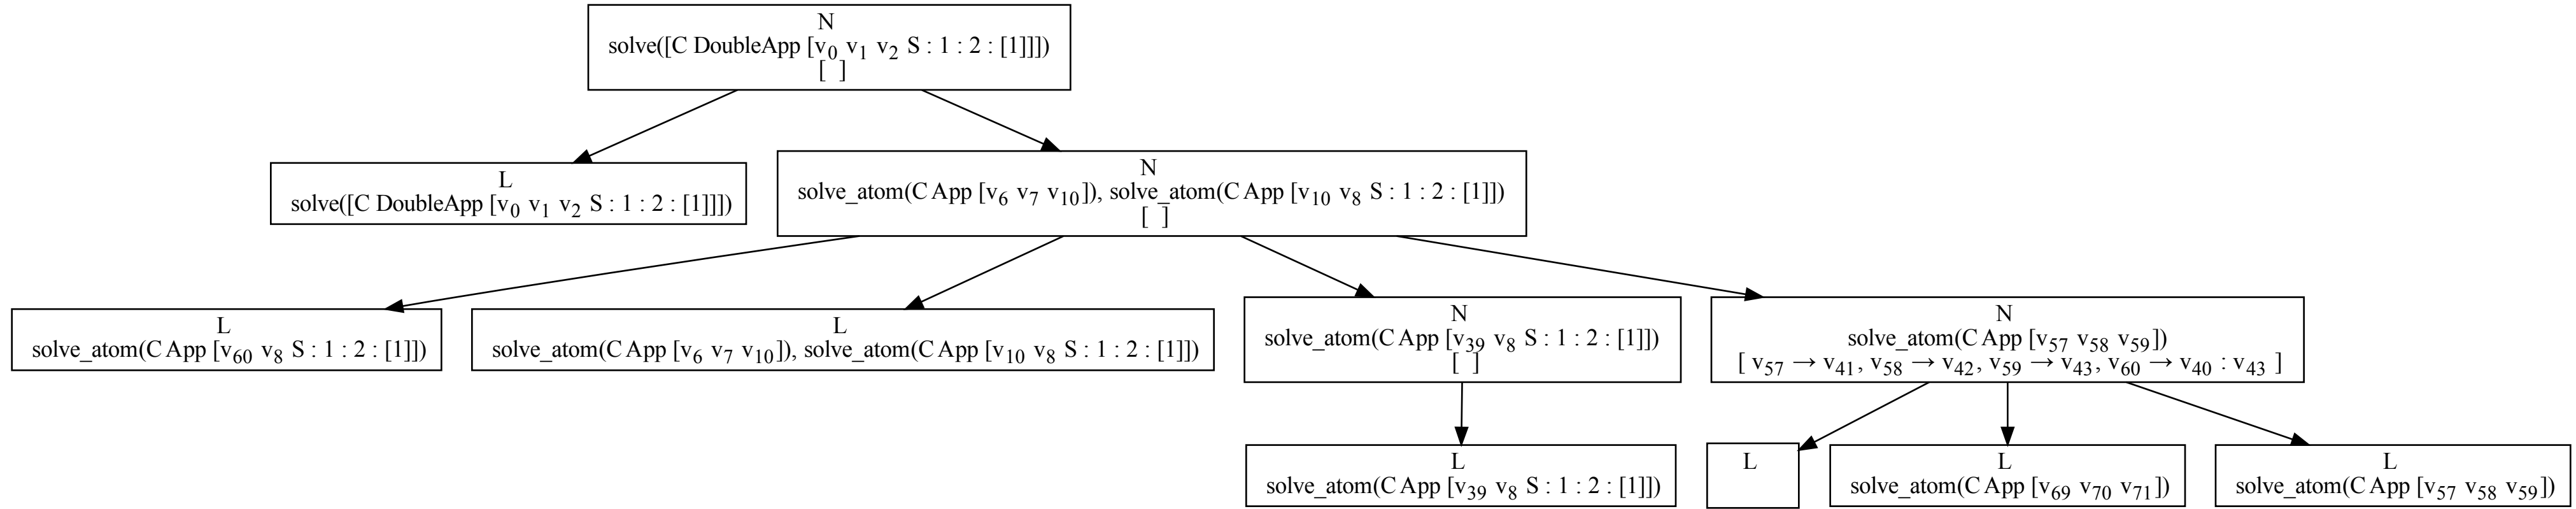 N
solve([C DoubleApp [v₀ v₁ v₂ S : 1 : 2 : [1]]])
[ ]
L
solve([C DoubleApp [v₀ v₁ v₂ S : 1 : 2 : [1]]])
N
solve_atom(C App [v₆ v₇ v₁₀]), solve_atom(C App [v₁₀ v₈ S : 1 : 2 : [1]])
[ ]
L
solve_atom(C App [v₆₀ v₈ S : 1 : 2 : [1]])
L
solve_atom(C App [v₆ v₇ v₁₀]), solve_atom(C App [v₁₀ v₈ S : 1 : 2 : [1]])
N
solve_atom(C App [v₃₉ v₈ S : 1 : 2 : [1]])
[ ]
N
solve_atom(C App [v₅₇ v₅₈ v₅₉])
[ v₅₇ → v₄₁, v₅₈ → v₄₂, v₅₉ → v₄₃, v₆₀ → v₄₀ : v₄₃ ]
L
solve_atom(C App [v₃₉ v₈ S : 1 : 2 : [1]])
L
L
solve_atom(C App [v₆₉ v₇₀ v₇₁])
L
solve_atom(C App [v₅₇ v₅₈ v₅₉])